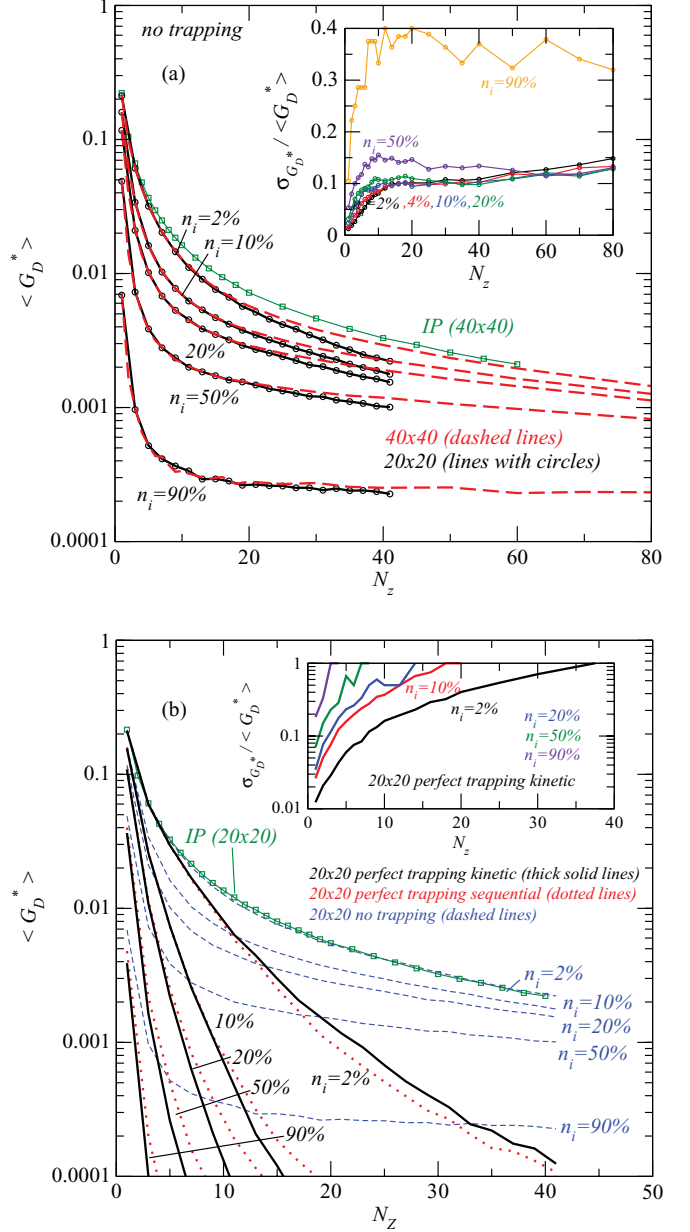 no trapping
(a)
1
0.1
0.01
0.001
0.0001
< G_D^* >
0 20 40 60 80
N_z
n_i=2%
n_i=10%
20%
n_i=50%
n_i=90%
IP (40x40)
40x40 (dashed lines)
20x20 (lines with circles)
0.4
0.3
0.2
0.1
0
σ_{G_D^*} / <G_D^*>
n_i=90%
n_i=50%
=2% ,4% ,10% ,20%
0 20 40 60 80
N_z
(b)
1
0.1
0.01
0.001
0.0001
< G_D^* >
0 10 20 30 40 50
N_Z
1
0.1
0.01
σ_{G_D^*} / < G_D^* >
n_i=10%
n_i=2%
n_i=20%
n_i=50%
n_i=90%
20x20 perfect trapping kinetic
0 10 20 30 40
N_z
IP (20x20)
20x20 perfect trapping kinetic (thick solid lines)
20x20 perfect trapping sequential (dotted lines)
20x20 no trapping (dashed lines)
n_i=2%
n_i=10%
n_i=20%
n_i=50%
n_i=90%
10%
20%
50%
90%
n_i=2%